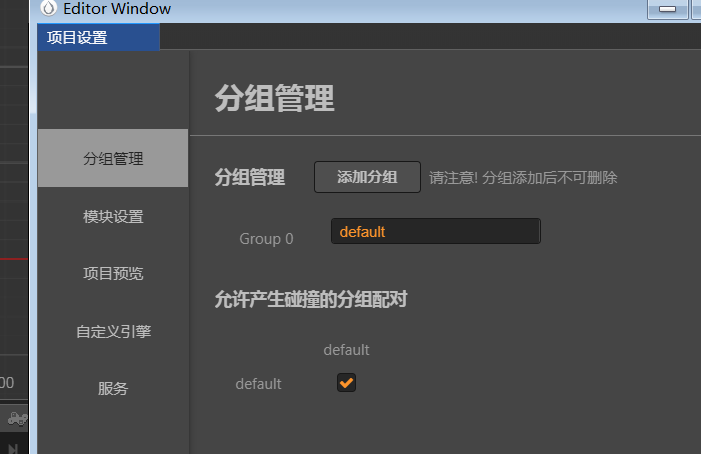 Editor Window
项目设置
分组管理
模块设置
项目预览
自定义引擎
服务
分组管理
分组管理 添加分组 请注意! 分组添加后不可删除
Group 0 default
允许产生碰撞的分组配对
default
default
00